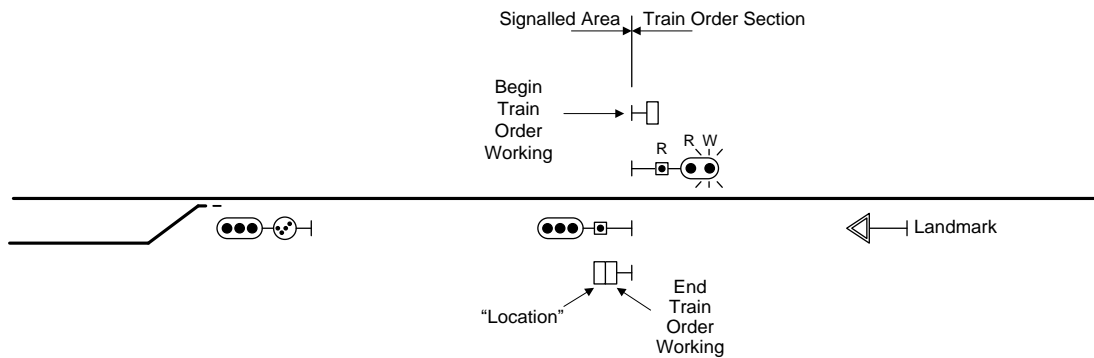 Signalled Area
Train Order Section
Begin
Train
Order
Working
R
R W
Landmark
“Location”
End
Train
Order
Working